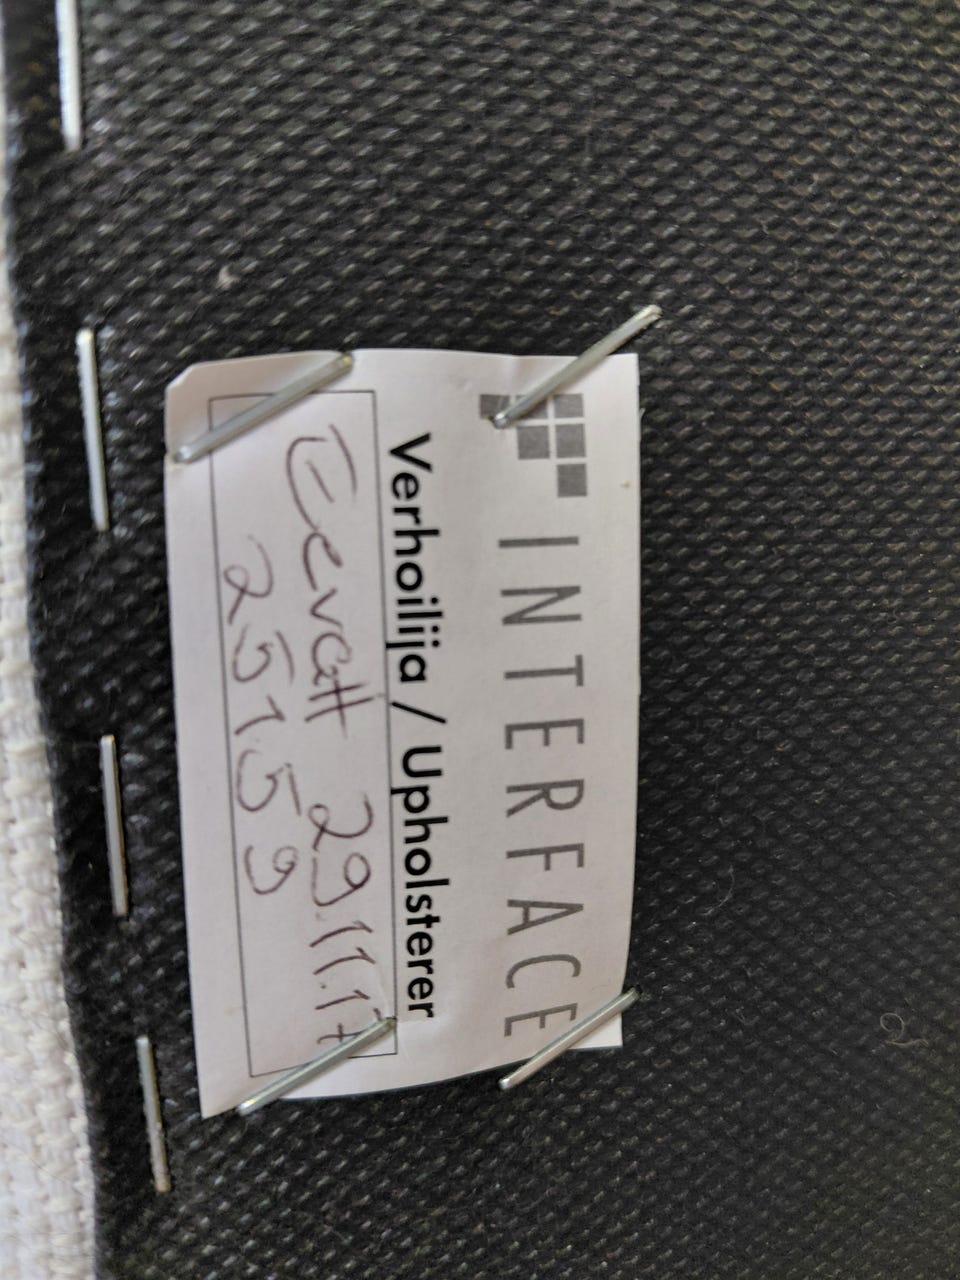 INTERFACE
Verhoilija / Upholsterer
Eevatt 29.11.17
25159